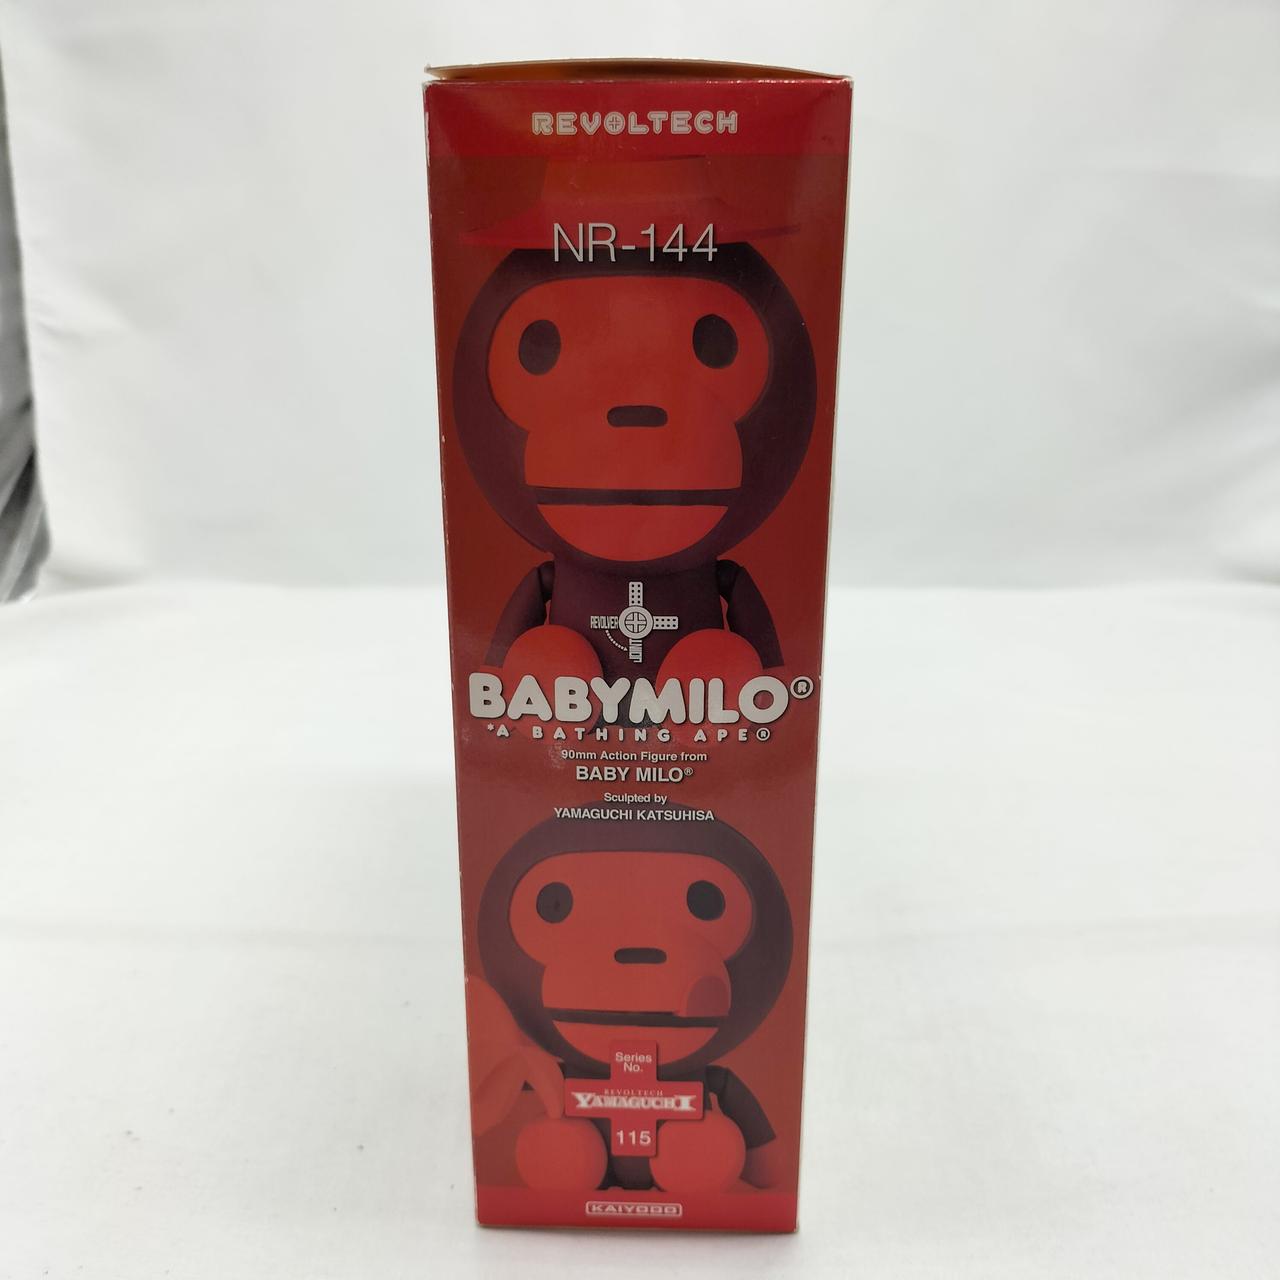 REVOLTECH
NR-144
REVOLVER
JOINT
BABYMILO®
*A BATHING APE®
90mm Action Figure from
BABY MILO®
Sculpted by
YAMAGUCHI KATSUHISA
Series
No.
REVOLTECH
YAMAGUCHI
115
KAIYODO